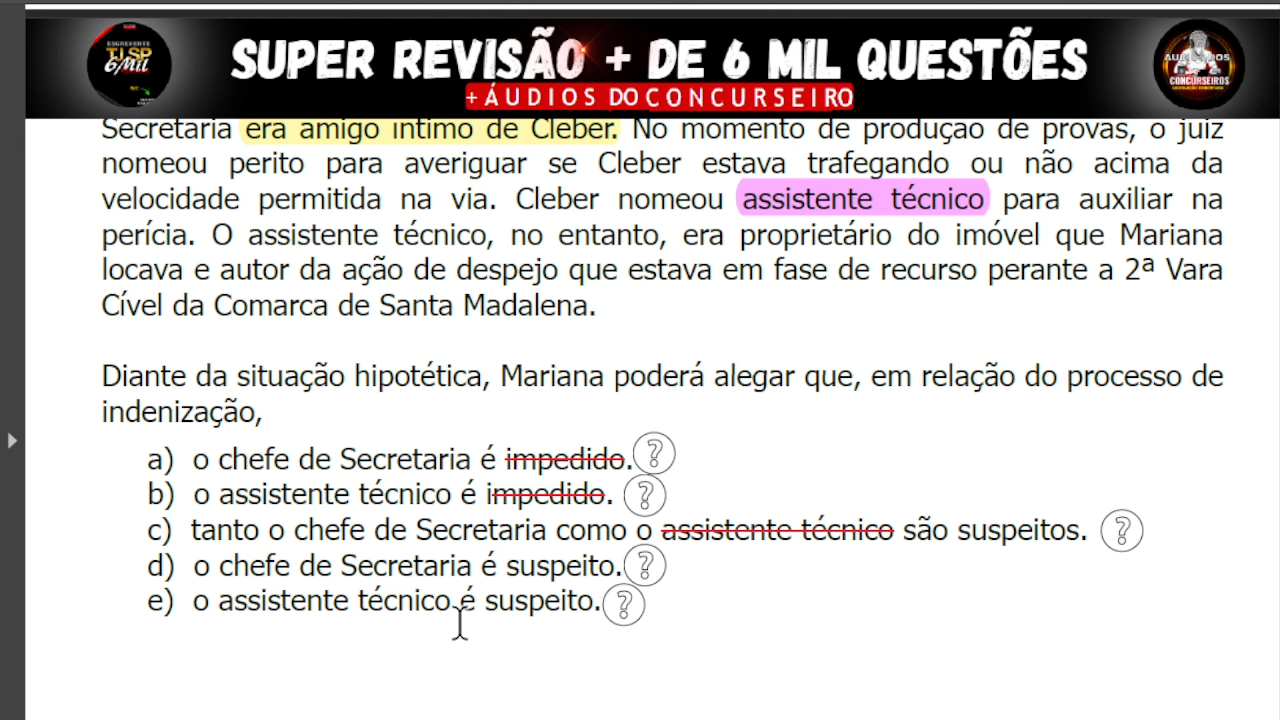 ESCREVENTE
TJ SP
6/MIL
SUPER REVISÃO + DE 6 MIL QUESTÕES
+ ÁUDIOS DO CONCURSEIRO
CONCURSEIROS
Secretaria era amigo íntimo de Cleber. No momento de produção de provas, o juiz
nomeou perito para averiguar se Cleber estava trafegando ou não acima da
velocidade permitida na via. Cleber nomeou assistente técnico para auxiliar na
perícia. O assistente técnico, no entanto, era proprietário do imóvel que Mariana
locava e autor da ação de despejo que estava em fase de recurso perante a 2ª Vara
Cível da Comarca de Santa Madalena.
Diante da situação hipotética, Mariana poderá alegar que, em relação do processo de
indenização,
a) o chefe de Secretaria é impedido. ?
b) o assistente técnico é impedido. ?
c) tanto o chefe de Secretaria como o assistente técnico são suspeitos. ?
d) o chefe de Secretaria é suspeito. ?
e) o assistente técnico é suspeito. ?